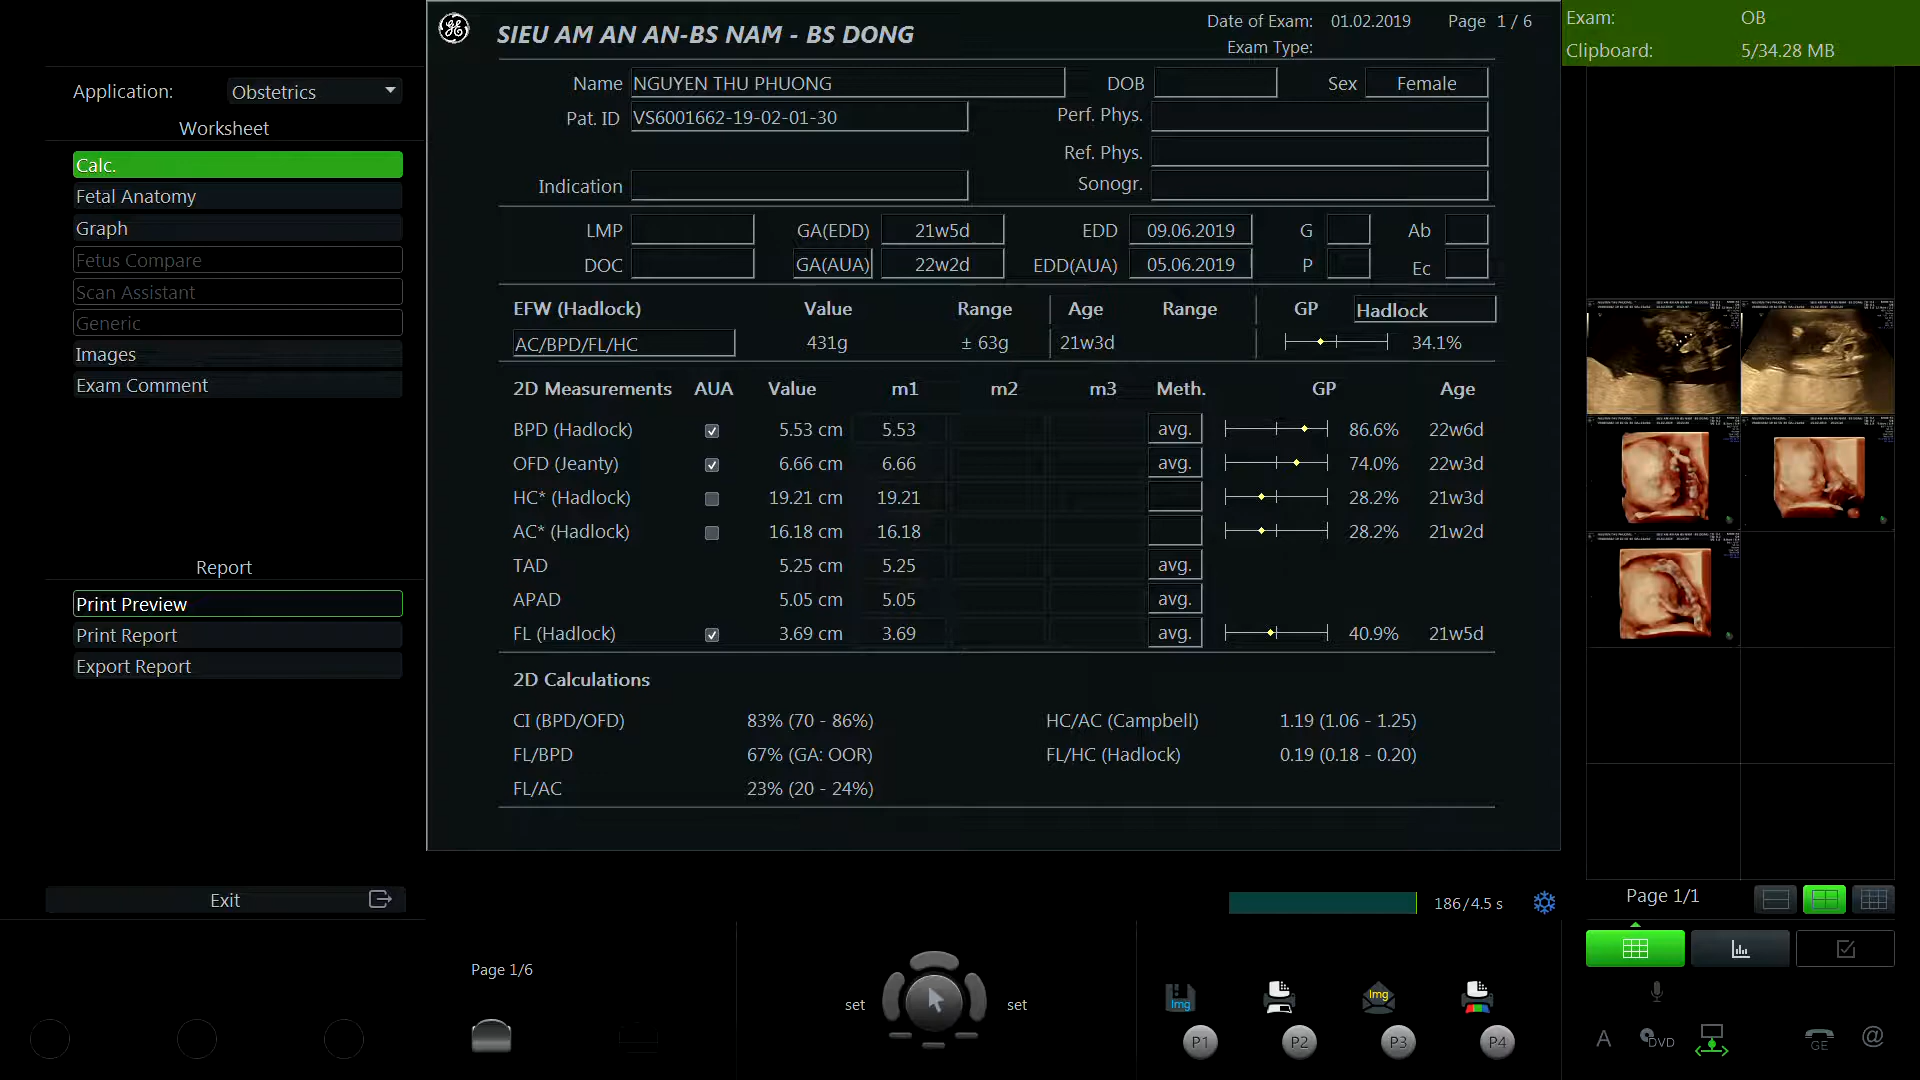 SIEU AM AN AN-BS NAM - BS DONG
Date of Exam: 01.02.2019 Page 1 / 6
Exam Type:
Exam: OB
Clipboard: 5/34.28 MB
Application: Obstetrics
Worksheet
Calc.
Fetal Anatomy
Graph
Fetus Compare
Scan Assistant
Generic
Images
Exam Comment
Report
Print Preview
Print Report
Export Report
Exit
Name NGUYEN THU PHUONG DOB Sex Female
Pat. ID VS6001662-19-02-01-30 Perf. Phys.
Ref. Phys.
Indication Sonogr.
LMP GA(EDD) 21w5d EDD 09.06.2019 G Ab
DOC GA(AUA) 22w2d EDD(AUA) 05.06.2019 P Ec
EFW (Hadlock) Value Range Age Range GP Hadlock
AC/BPD/FL/HC 431g ± 63g 21w3d 34.1%
2D Measurements AUA Value m1 m2 m3 Meth. GP Age
BPD (Hadlock) 5.53 cm 5.53 avg. 86.6% 22w6d
OFD (Jeanty) 6.66 cm 6.66 avg. 74.0% 22w3d
HC* (Hadlock) 19.21 cm 19.21 28.2% 21w3d
AC* (Hadlock) 16.18 cm 16.18 28.2% 21w2d
TAD 5.25 cm 5.25 avg.
APAD 5.05 cm 5.05 avg.
FL (Hadlock) 3.69 cm 3.69 avg. 40.9% 21w5d
2D Calculations
CI (BPD/OFD) 83% (70 - 86%) HC/AC (Campbell) 1.19 (1.06 - 1.25)
FL/BPD 67% (GA: OOR) FL/HC (Hadlock) 0.19 (0.18 - 0.20)
FL/AC 23% (20 - 24%)
186/4.5 s
Page 1/1
Page 1/6
set set
Img Img
P1 P2 P3 P4
A DVD GE @